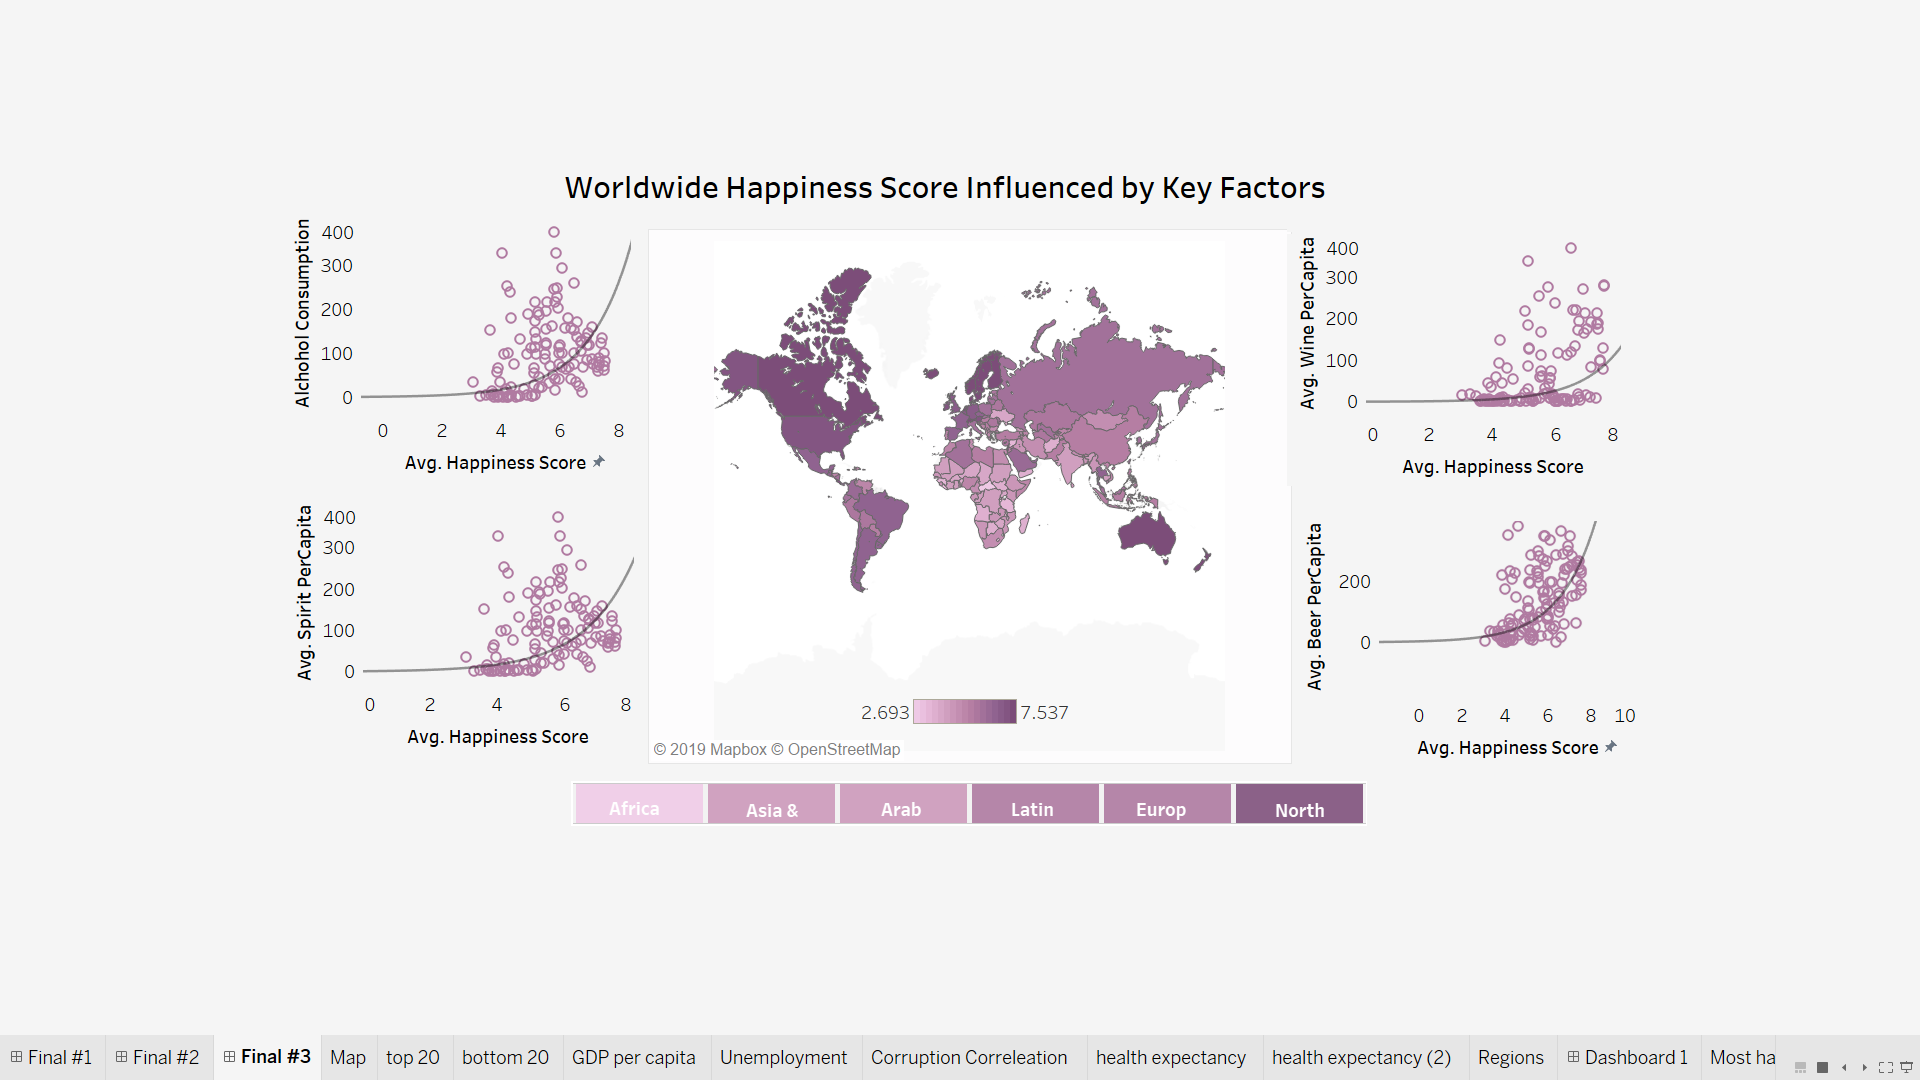 Worldwide Happiness Score Influenced by Key Factors
Alchohol Consumption
400
300
200
100
0
0 2 4 6 8
Avg. Happiness Score
Avg. Spirit PerCapita
400
300
200
100
0
0 2 4 6 8
Avg. Happiness Score
2.693 7.537
© 2019 Mapbox © OpenStreetMap
Avg. Wine PerCapita
400
300
200
100
0
0 2 4 6 8
Avg. Happiness Score
Avg. Beer PerCapita
200
0
0 2 4 6 8 10
Avg. Happiness Score
Africa Asia & Arab Latin Europ North
Final #1 Final #2 Final #3 Map top 20 bottom 20 GDP per capita Unemployment Corruption Correleation health expectancy health expectancy (2) Regions Dashboard 1 Most ha